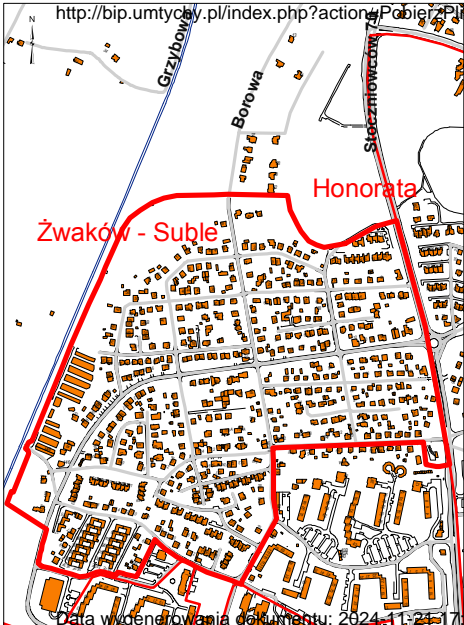 http://bip.umtychy.pl/index.php?action=PobierzPl
N
Grzybowa
Borowa
Stoczniowców 70
Honorata
Żwaków - Suble
Data wygenerowania dokumentu: 2024-11-21 17: